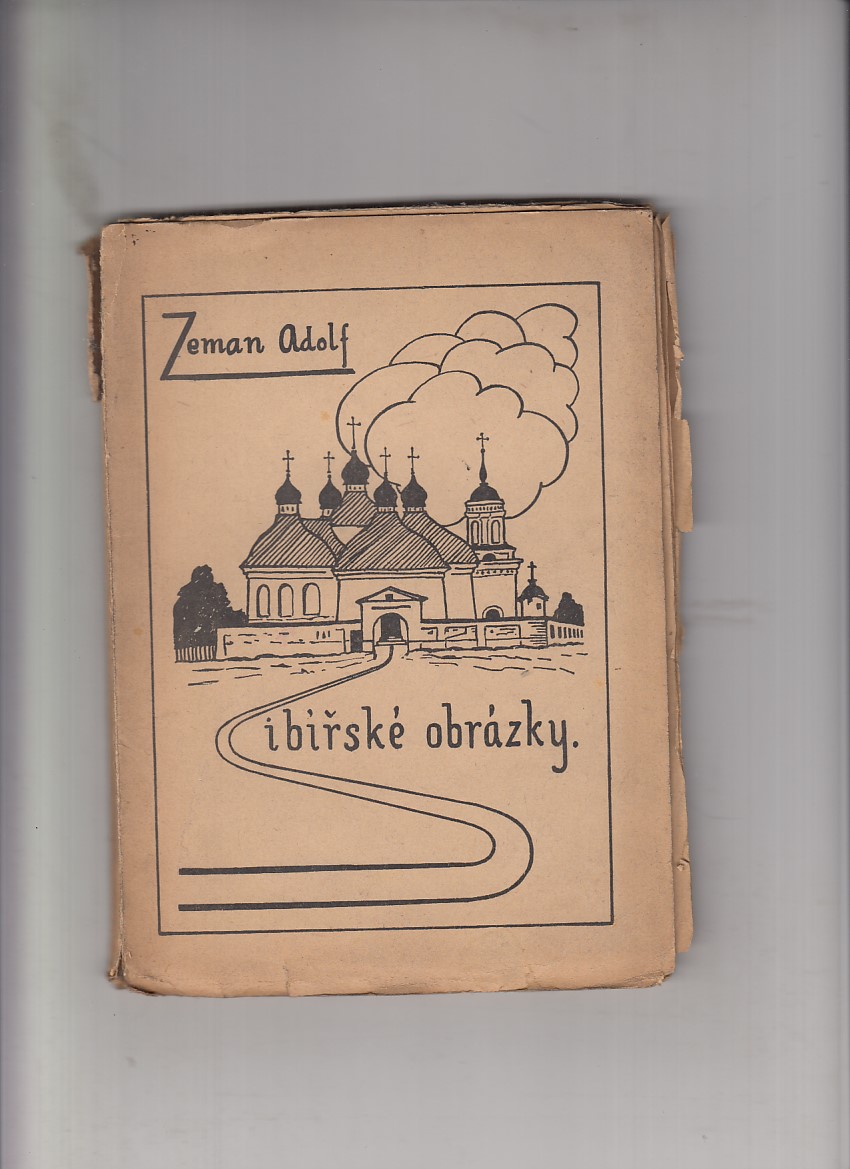 Zeman Adolf
Sibiřské obrázky.